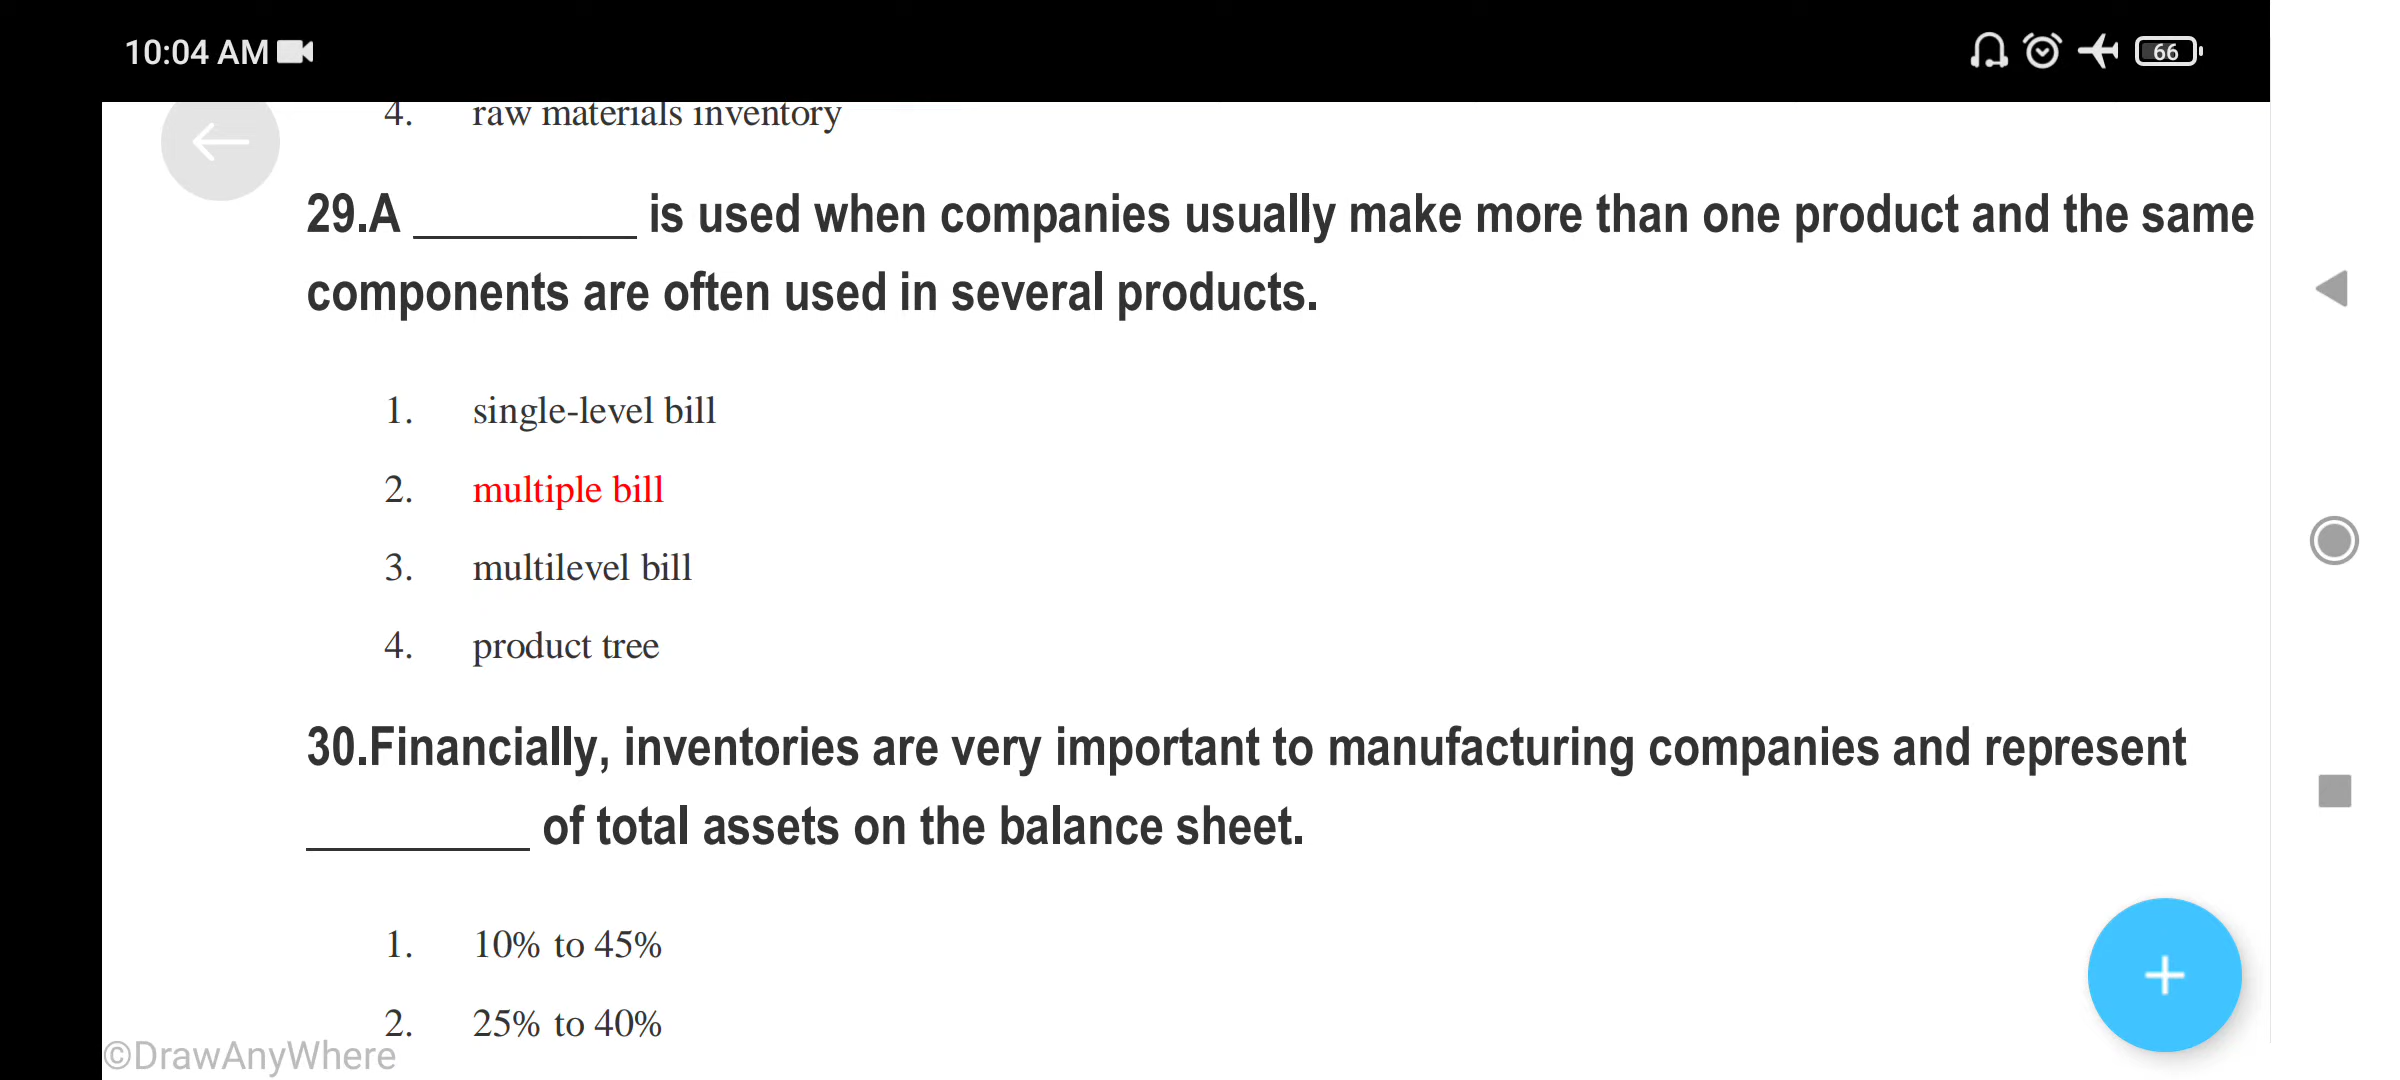 10:04 AM
66
4. raw materials inventory
29.A __________ is used when companies usually make more than one product and the same
components are often used in several products.
1. single-level bill
2. multiple bill
3. multilevel bill
4. product tree
30.Financially, inventories are very important to manufacturing companies and represent
__________ of total assets on the balance sheet.
1. 10% to 45%
2. 25% to 40%
©DrawAnyWhere